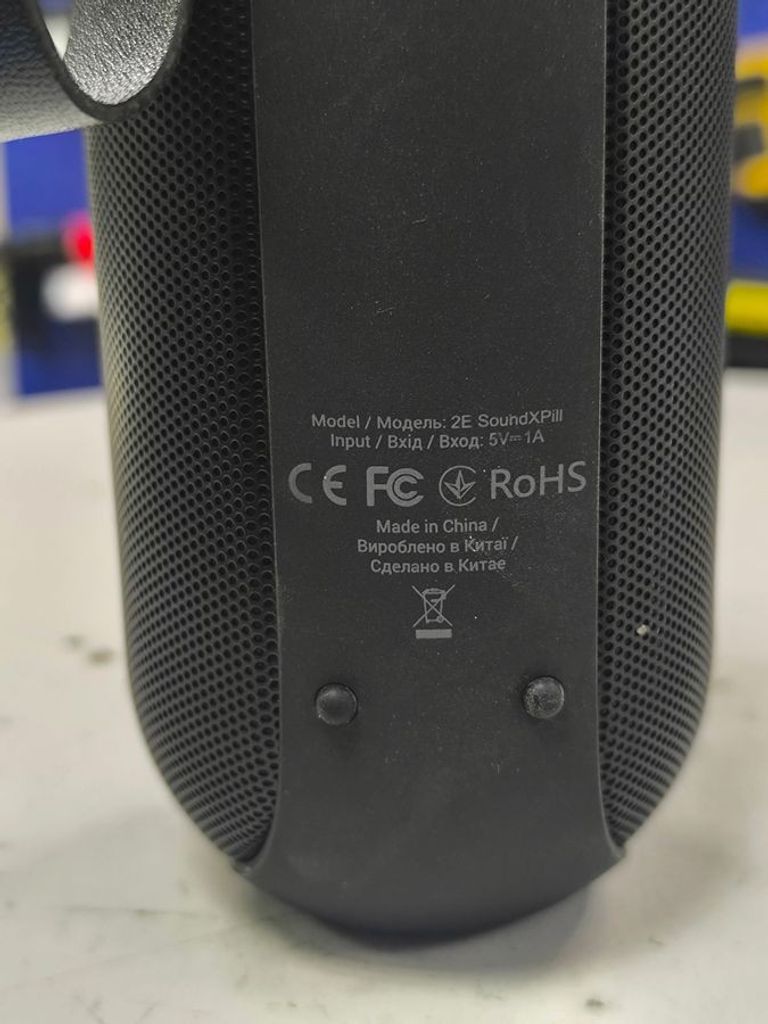 Model / Модель: 2E SoundXPill
Input / Вхід / Вход: 5V⎓1A
CE FC RoHS
Made in China /
Вироблено в Китаї /
Сделано в Китае